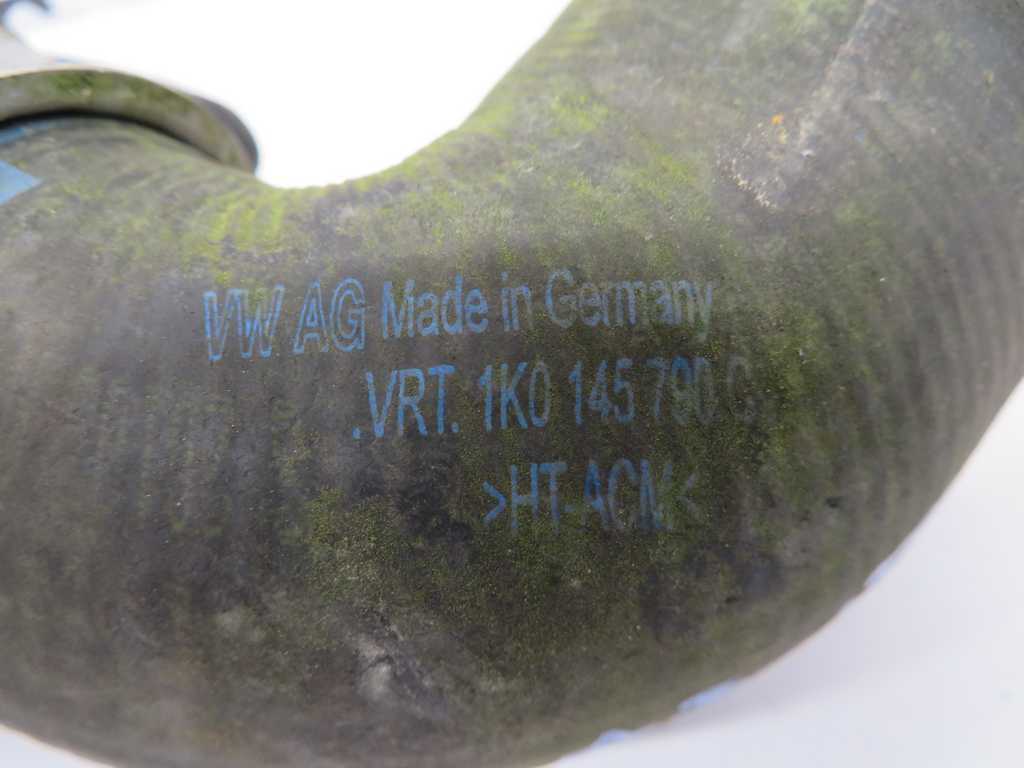 VW AG Made in Germany
.VRT. 1K0 145 790 C
>HT-ACM<